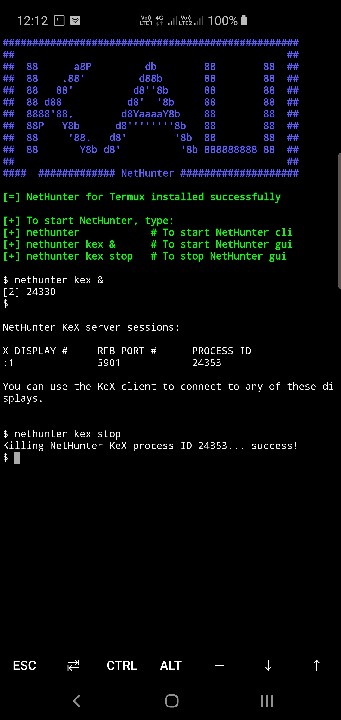 12:12 100%
################################################
##                                            ##
##  88      a8P         db        88        88  ##
##  88    .88'         d88b       88        88  ##
##  88   88'          d8''8b      88        88  ##
##  88 d88           d8'  '8b     88        88  ##
##  8888'88.        d8YaaaaY8b    88        88  ##
##  88P   Y8b      d8''''''''8b   88        88  ##
##  88     '88.   d8'        '8b  88        88  ##
##  88       Y8b d8'          '8b 888888888 88  ##
##                                            ##
####  ############# NetHunter ####################
[=] NetHunter for Termux installed successfully
[+] To start NetHunter, type:
[+] nethunter # To start NetHunter cli
[+] nethunter kex & # To start NetHunter gui
[+] nethunter kex stop # To stop NetHunter gui
$ nethunter kex &
[2] 24330
$
NetHunter KeX server sessions:
X DISPLAY # RFB PORT # PROCESS ID
:1 5901 24353
You can use the KeX client to connect to any of these di
splays.
$ nethunter kex stop
Killing NetHunter KeX process ID 24353... success!
$
ESC ⇄ CTRL ALT — ↓ ↑